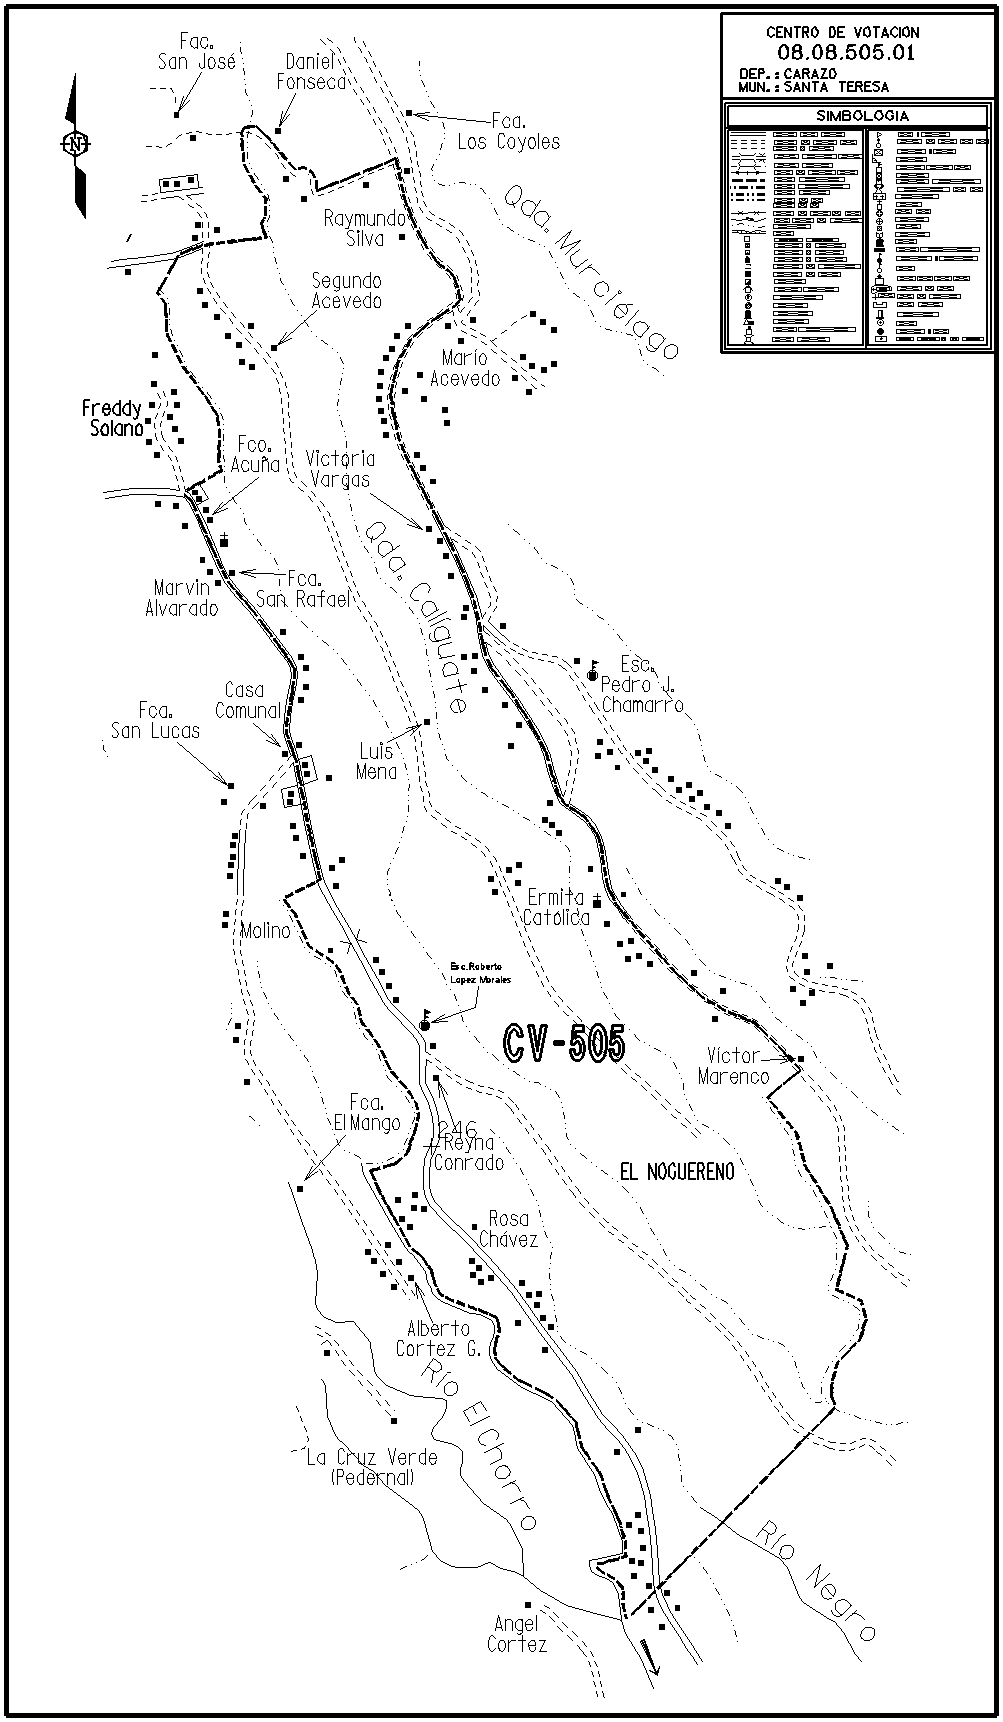 CENTRO DE VOTACION
08.08.505.01
DEP.: CARAZO
MUN.: SANTA TERESA
SIMBOLOGIA
N
Fac.
San José
Daniel
Fonseca
Fca.
Los Coyoles
Qda. Murciélago
Raymundo
Silva
Segundo
Acevedo
Mario
Acevedo
Freddy
Solano
Fco.
Acuña
Victoria
Vargas
Qda. Calíguate
Marvin
Alvarado
Fca.
San Rafael
Esc.
Pedro J.
Chamarro
Casa
Comunal
Fca.
San Lucas
Luis
Mena
Ermita
Católica
Molino
Esc.Roberto
Lopez Morales
CV-505
Víctor
Marenco
Fca.
El Mango
246
Reyna
Conrado
EL NOGUERENO
Rosa
Chávez
Alberto
Cortez G.
Río El Chorro
La Cruz Verde
(Pedernal)
Río Negro
Angel
Cortez